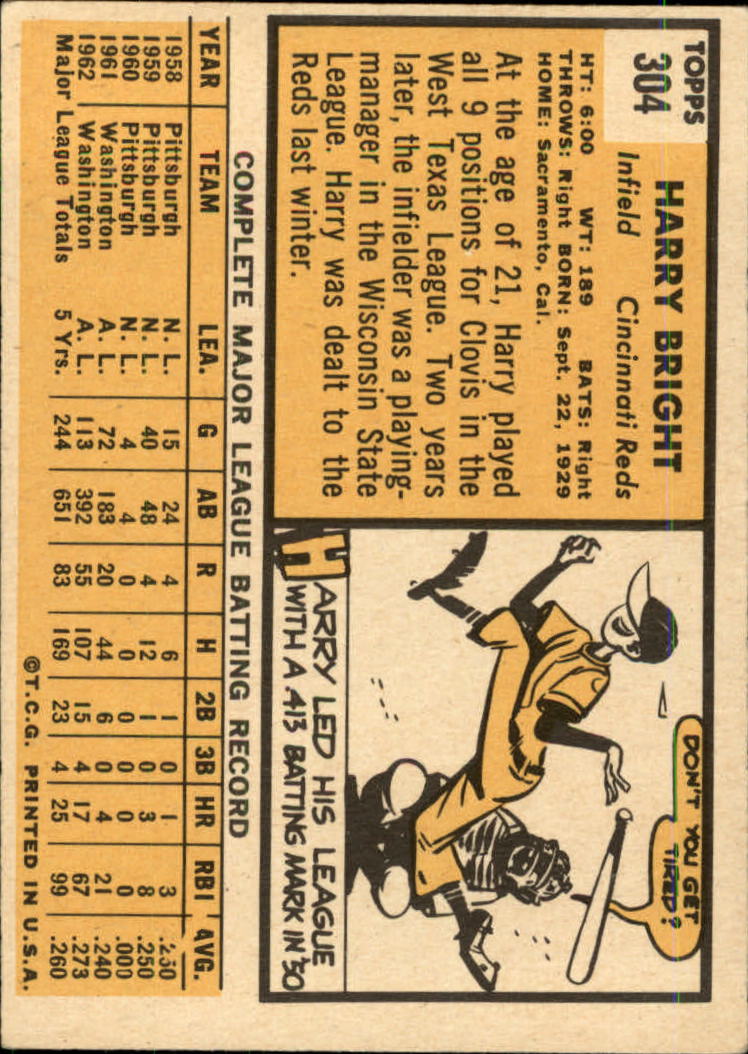 TOPPS
304
HARRY BRIGHT
Infield Cincinnati Reds
HT: 6:00 WT: 189 BATS: Right
THROWS: Right BORN: Sept. 22, 1929
HOME: Sacramento, Cal.
At the age of 21, Harry played
all 9 positions for Clovis in the
West Texas League. Two years
later, the infielder was a playing-
manager in the Wisconsin State
League. Harry was dealt to the
Reds last winter.
DON'T YOU GET
TIRED?
HARRY LED HIS LEAGUE
WITH A .413 BATTING MARK IN '50
COMPLETE MAJOR LEAGUE BATTING RECORD
YEAR TEAM LEA. G AB R H 2B 3B HR RBI AVG.
1958 Pittsburgh N. L. 15 24 4 6 1 0 1 3 .250
1959 Pittsburgh N. L. 40 48 4 12 1 0 3 8 .250
1960 Pittsburgh N. L. 4 4 0 0 0 0 0 0 .000
1961 Washington A. L. 72 183 20 44 6 0 4 21 .240
1962 Washington A. L. 113 392 55 107 15 4 17 67 .273
Major League Totals 5 Yrs. 244 651 83 169 23 4 25 99 .260
©T.C.G. PRINTED IN U.S.A.